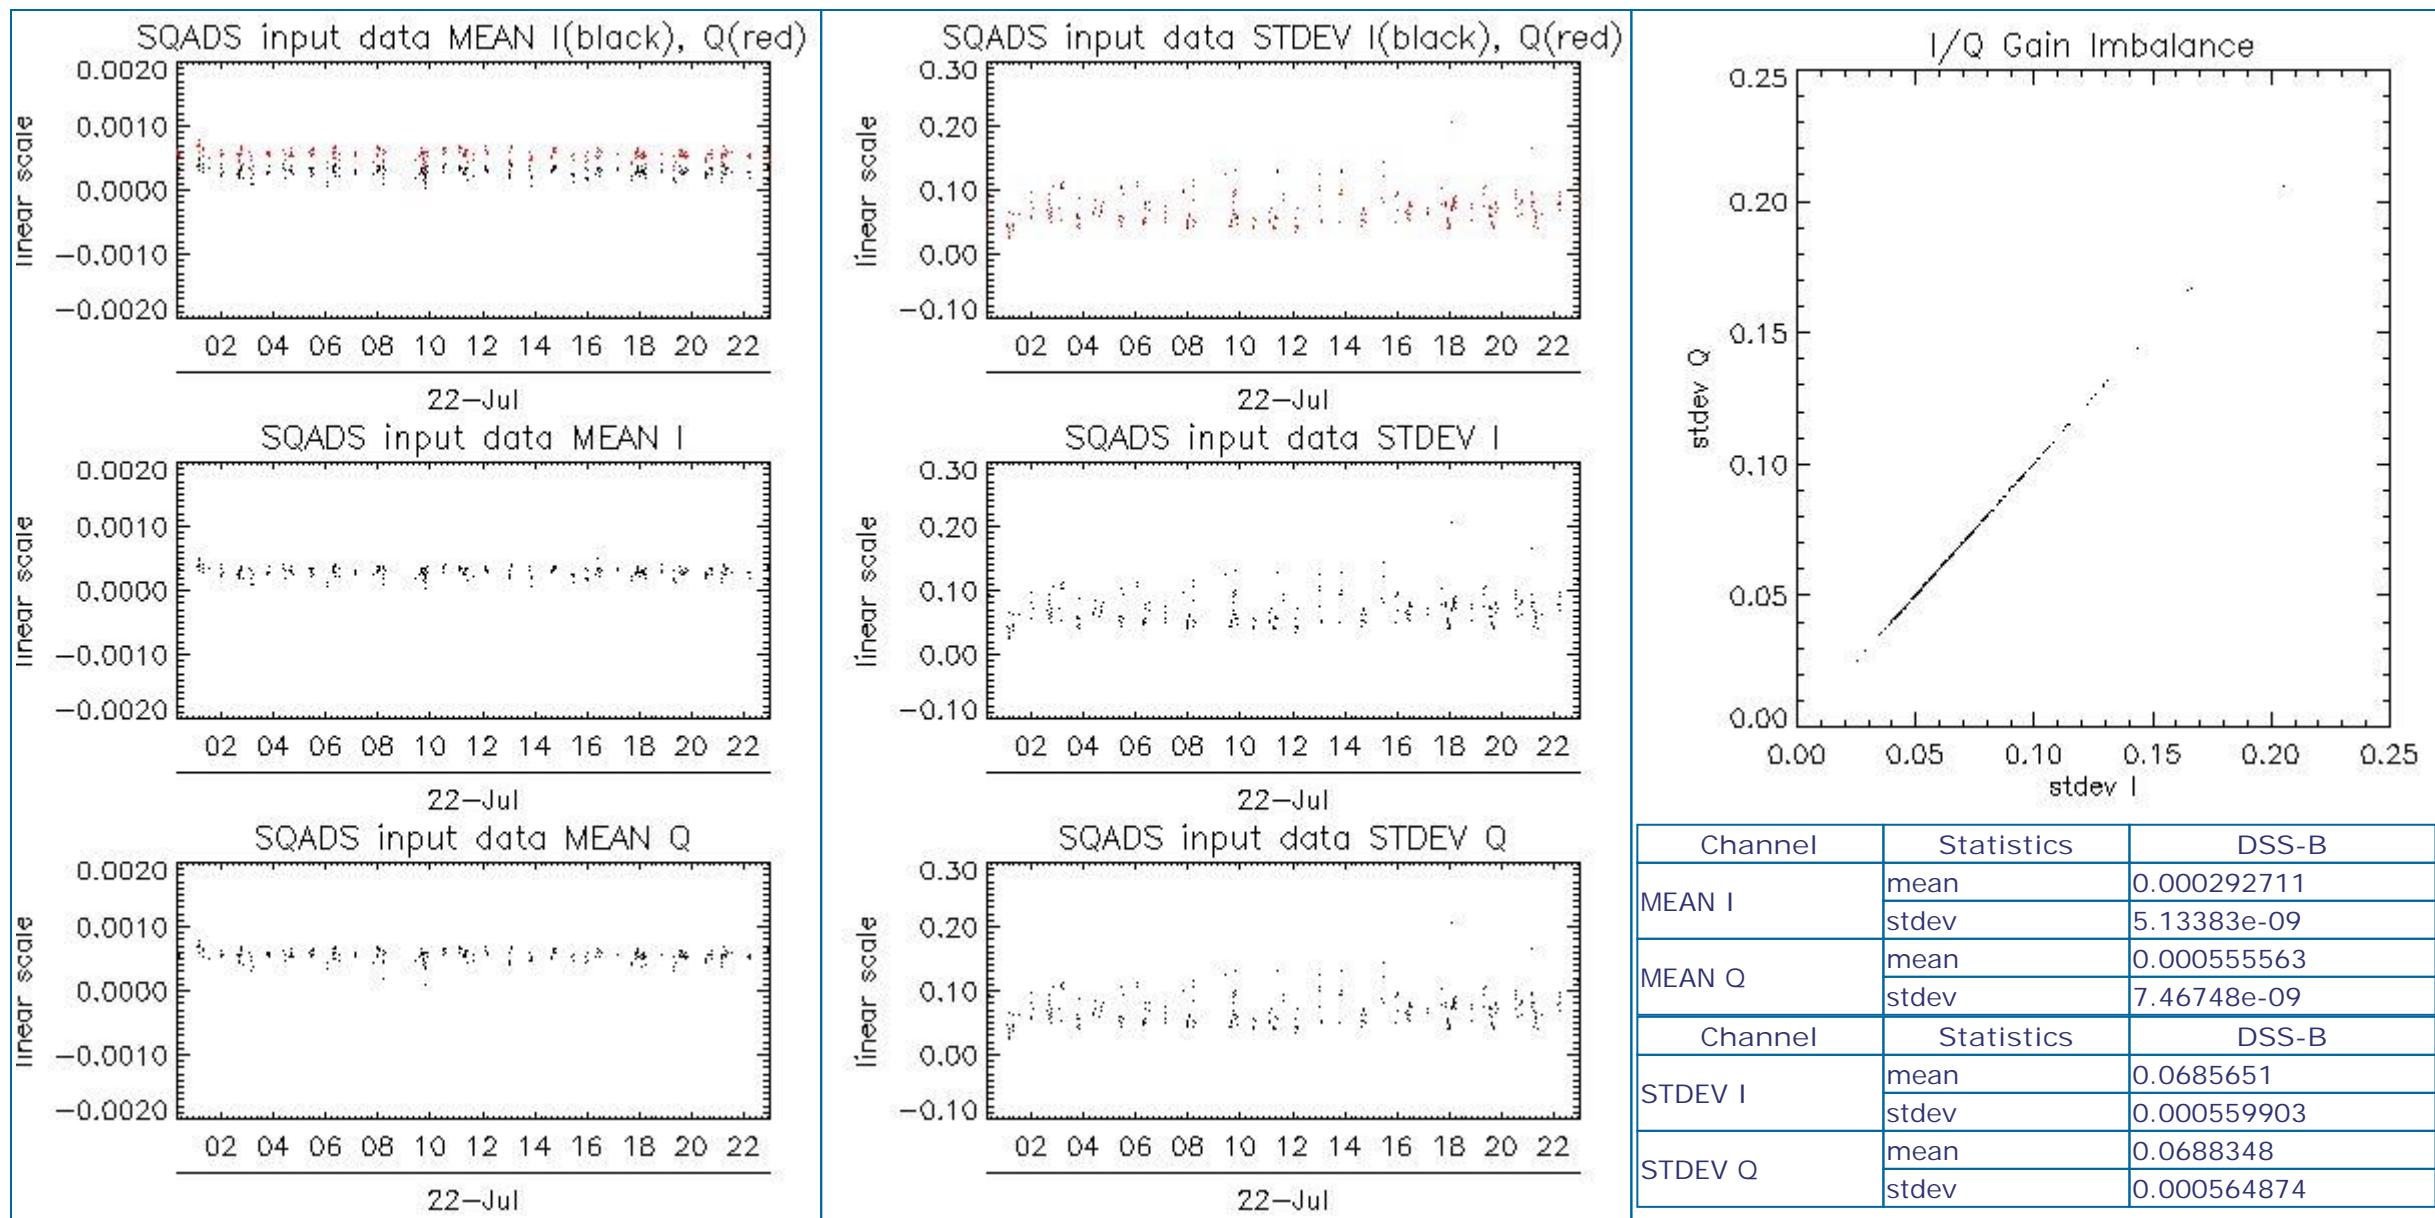 SQADS input data MEAN I(black), Q(red)
linear scale
0.0020
0.0010
0.0000
−0.0010
−0.0020
02 04 06 08 10 12 14 16 18 20 22
22−Jul
SQADS input data MEAN I
linear scale
0.0020
0.0010
0.0000
−0.0010
−0.0020
02 04 06 08 10 12 14 16 18 20 22
22−Jul
SQADS input data MEAN Q
linear scale
0.0020
0.0010
0.0000
−0.0010
−0.0020
02 04 06 08 10 12 14 16 18 20 22
22−Jul
SQADS input data STDEV I(black), Q(red)
linear scale
0.30
0.20
0.10
0.00
−0.10
02 04 06 08 10 12 14 16 18 20 22
22−Jul
SQADS input data STDEV I
linear scale
0.30
0.20
0.10
0.00
−0.10
02 04 06 08 10 12 14 16 18 20 22
22−Jul
SQADS input data STDEV Q
linear scale
0.30
0.20
0.10
0.00
−0.10
02 04 06 08 10 12 14 16 18 20 22
22−Jul
I/Q Gain Imbalance
stdev Q
0.25
0.20
0.15
0.10
0.05
0.00
0.00 0.05 0.10 0.15 0.20 0.25
stdev I
Channel Statistics DSS-B
MEAN I mean 0.000292711
stdev 5.13383e-09
MEAN Q mean 0.000555563
stdev 7.46748e-09
Channel Statistics DSS-B
STDEV I mean 0.0685651
stdev 0.000559903
STDEV Q mean 0.0688348
stdev 0.000564874